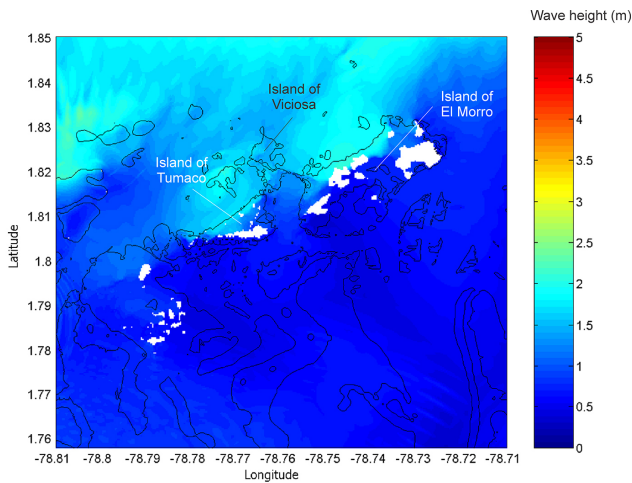 Wave height (m)
1.85
1.84
1.83
1.82
1.81
1.8
1.79
1.78
1.77
1.76
Latitude
Island of
Viciosa
Island of
El Morro
Island of
Tumaco
5
4.5
4
3.5
3
2.5
2
1.5
1
0.5
0
-78.81 -78.8 -78.79 -78.78 -78.77 -78.76 -78.75 -78.74 -78.73 -78.72 -78.71
Longitude